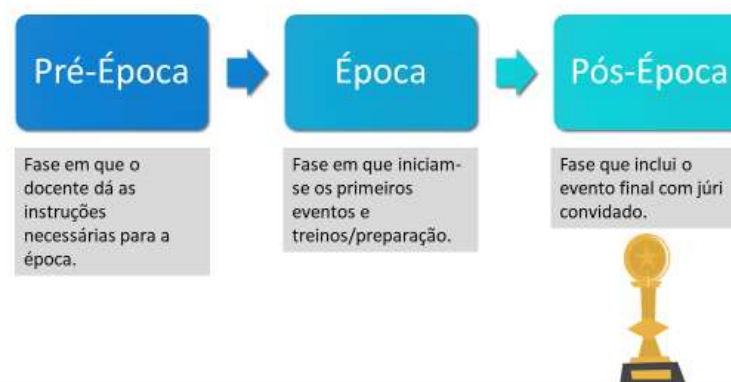 Pré-Época
Época
Pós-Época
Fase em que o
docente dá as
instruções
necessárias para a
época.
Fase em que iniciam-
se os primeiros
eventos e
treinos/preparação.
Fase que inclui o
evento final com júri
convidado.